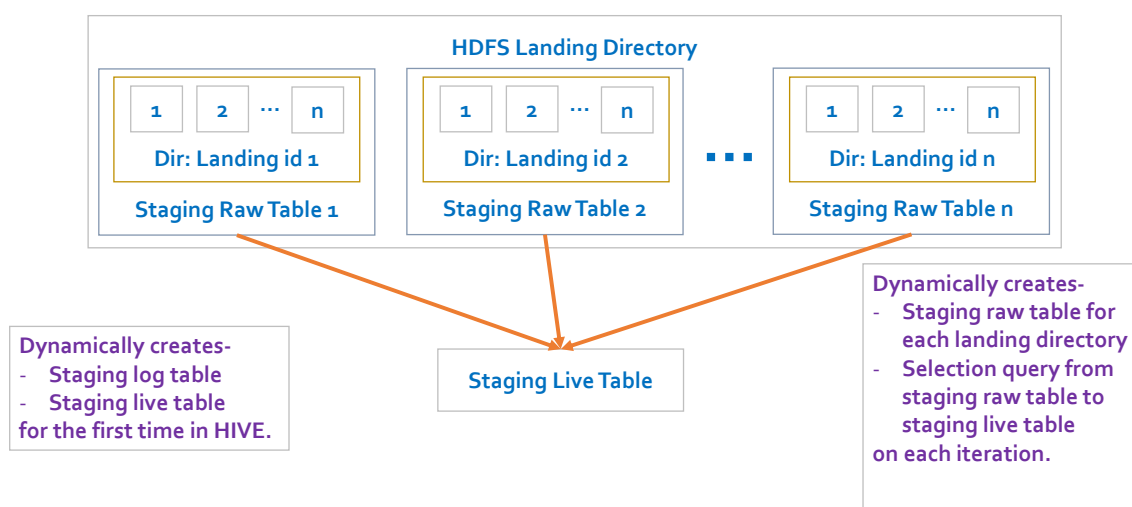 HDFS Landing Directory
1 2 ... n
Dir: Landing id 1
Staging Raw Table 1
1 2 ... n
Dir: Landing id 2
Staging Raw Table 2
...
1 2 ... n
Dir: Landing id n
Staging Raw Table n
Dynamically creates-
- Staging log table
- Staging live table
for the first time in HIVE.
Staging Live Table
Dynamically creates-
- Staging raw table for
each landing directory
- Selection query from
staging raw table to
staging live table
on each iteration.